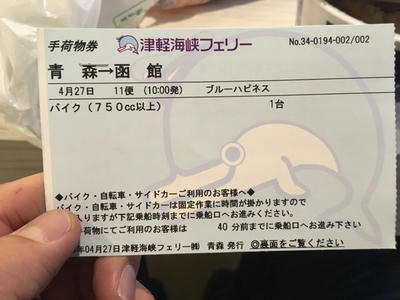 手荷物券 津軽海峡フェリー No.34-0194-002/002
青 森→函 館
4月27日 11便 (10:00発) ブルーハピネス
バイク(750cc以上) 1台
◆バイク・自転車・サイドカーご利用のお客様へ◆
バイク・自転車・サイドカーは固定作業に時間が掛かりますので
入りますが下記乗船時刻までに乗船口へお進みください。
荷物にてご乗船のお客様は 40 分前までに乗船口へお進み下さい
年04月27日津軽海峡フェリー㈱ 青森 発行 ◎裏面をご覧ください